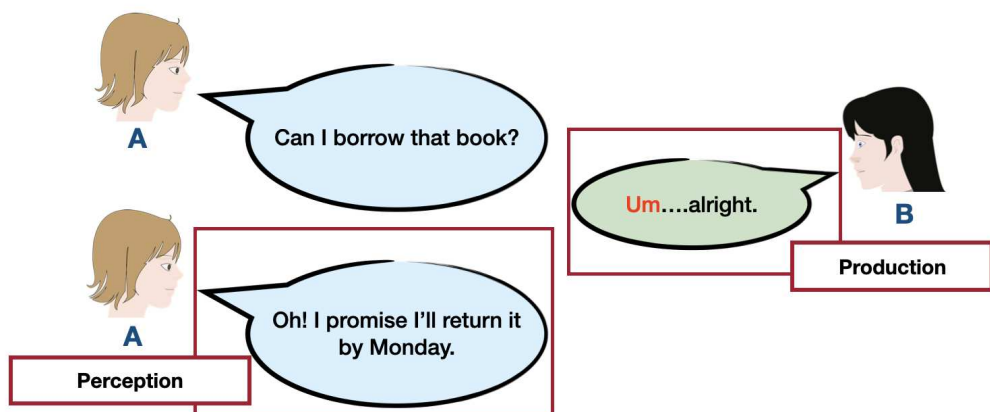 A
Can I borrow that book?
Um....alright.
B
Production
A
Oh! I promise I'll return it
by Monday.
Perception